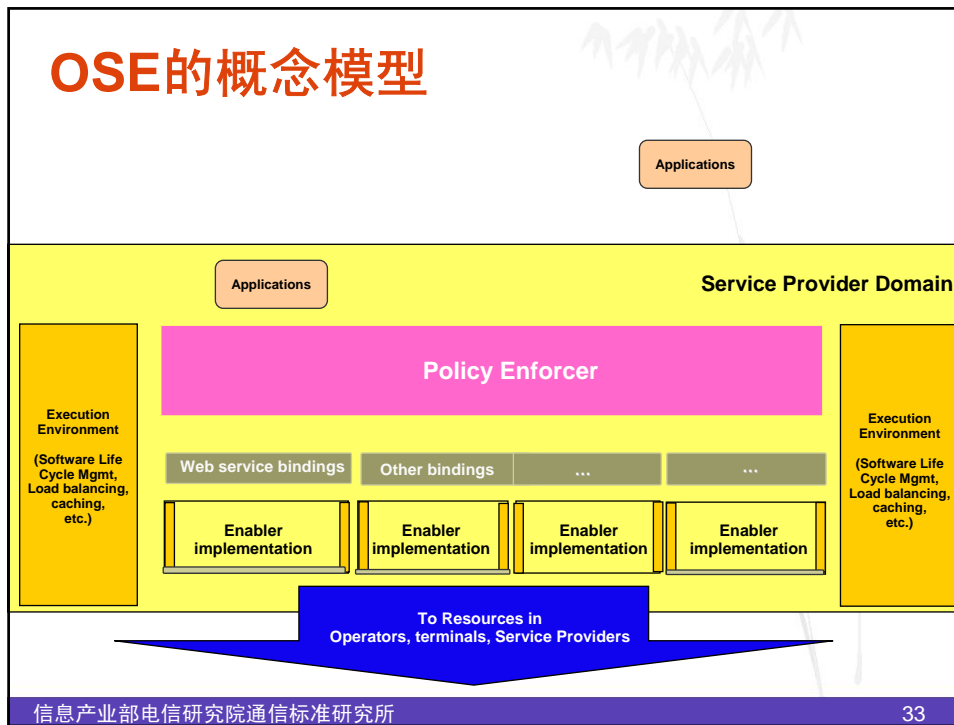 OSE的概念模型
Applications
Applications
Service Provider Domain
Policy Enforcer
Execution
Environment
(Software Life
Cycle Mgmt,
Load balancing,
caching,
etc.)
Web service bindings
Other bindings
...
...
Enabler
implementation
Enabler
implementation
Enabler
implementation
Enabler
implementation
Execution
Environment
(Software Life
Cycle Mgmt,
Load balancing,
caching,
etc.)
To Resources in
Operators, terminals, Service Providers
信息产业部电信研究院通信标准研究所
33